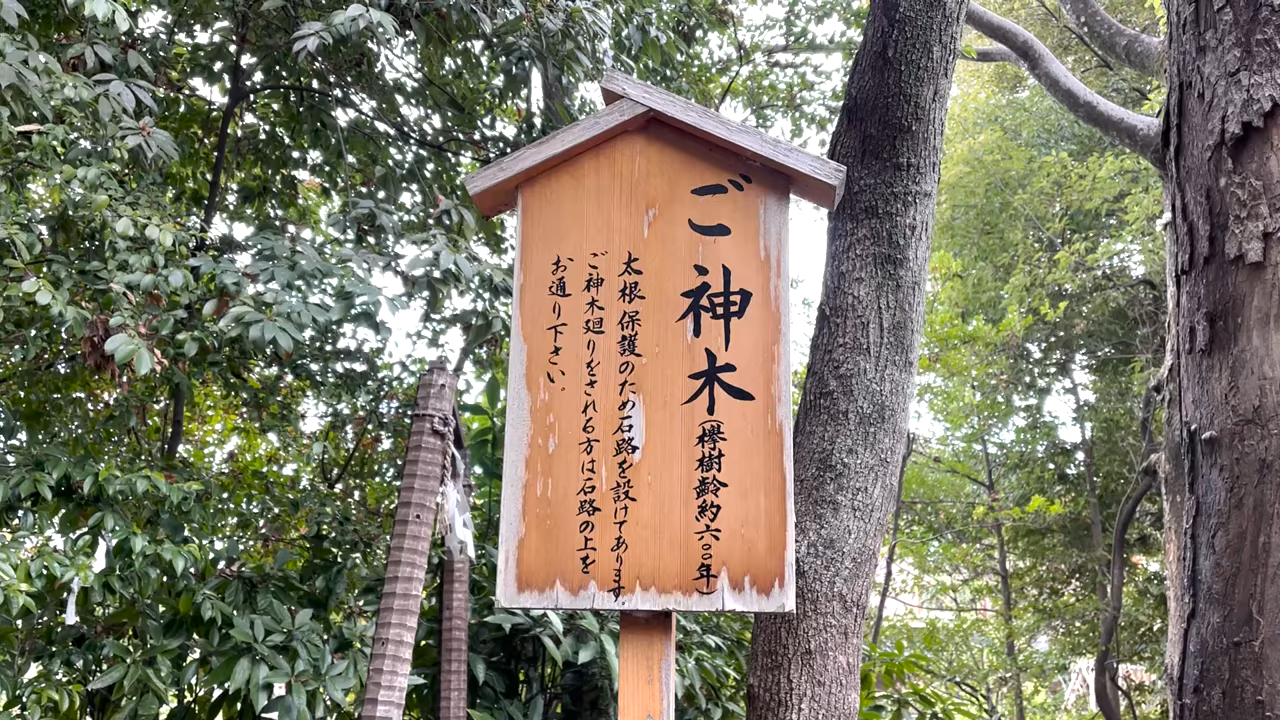 ご神木(欅樹齢約六〇〇年)
太根保護のため石路を設けてあります。
ご神木廻りをされる方は石路の上を
お通り下さい。